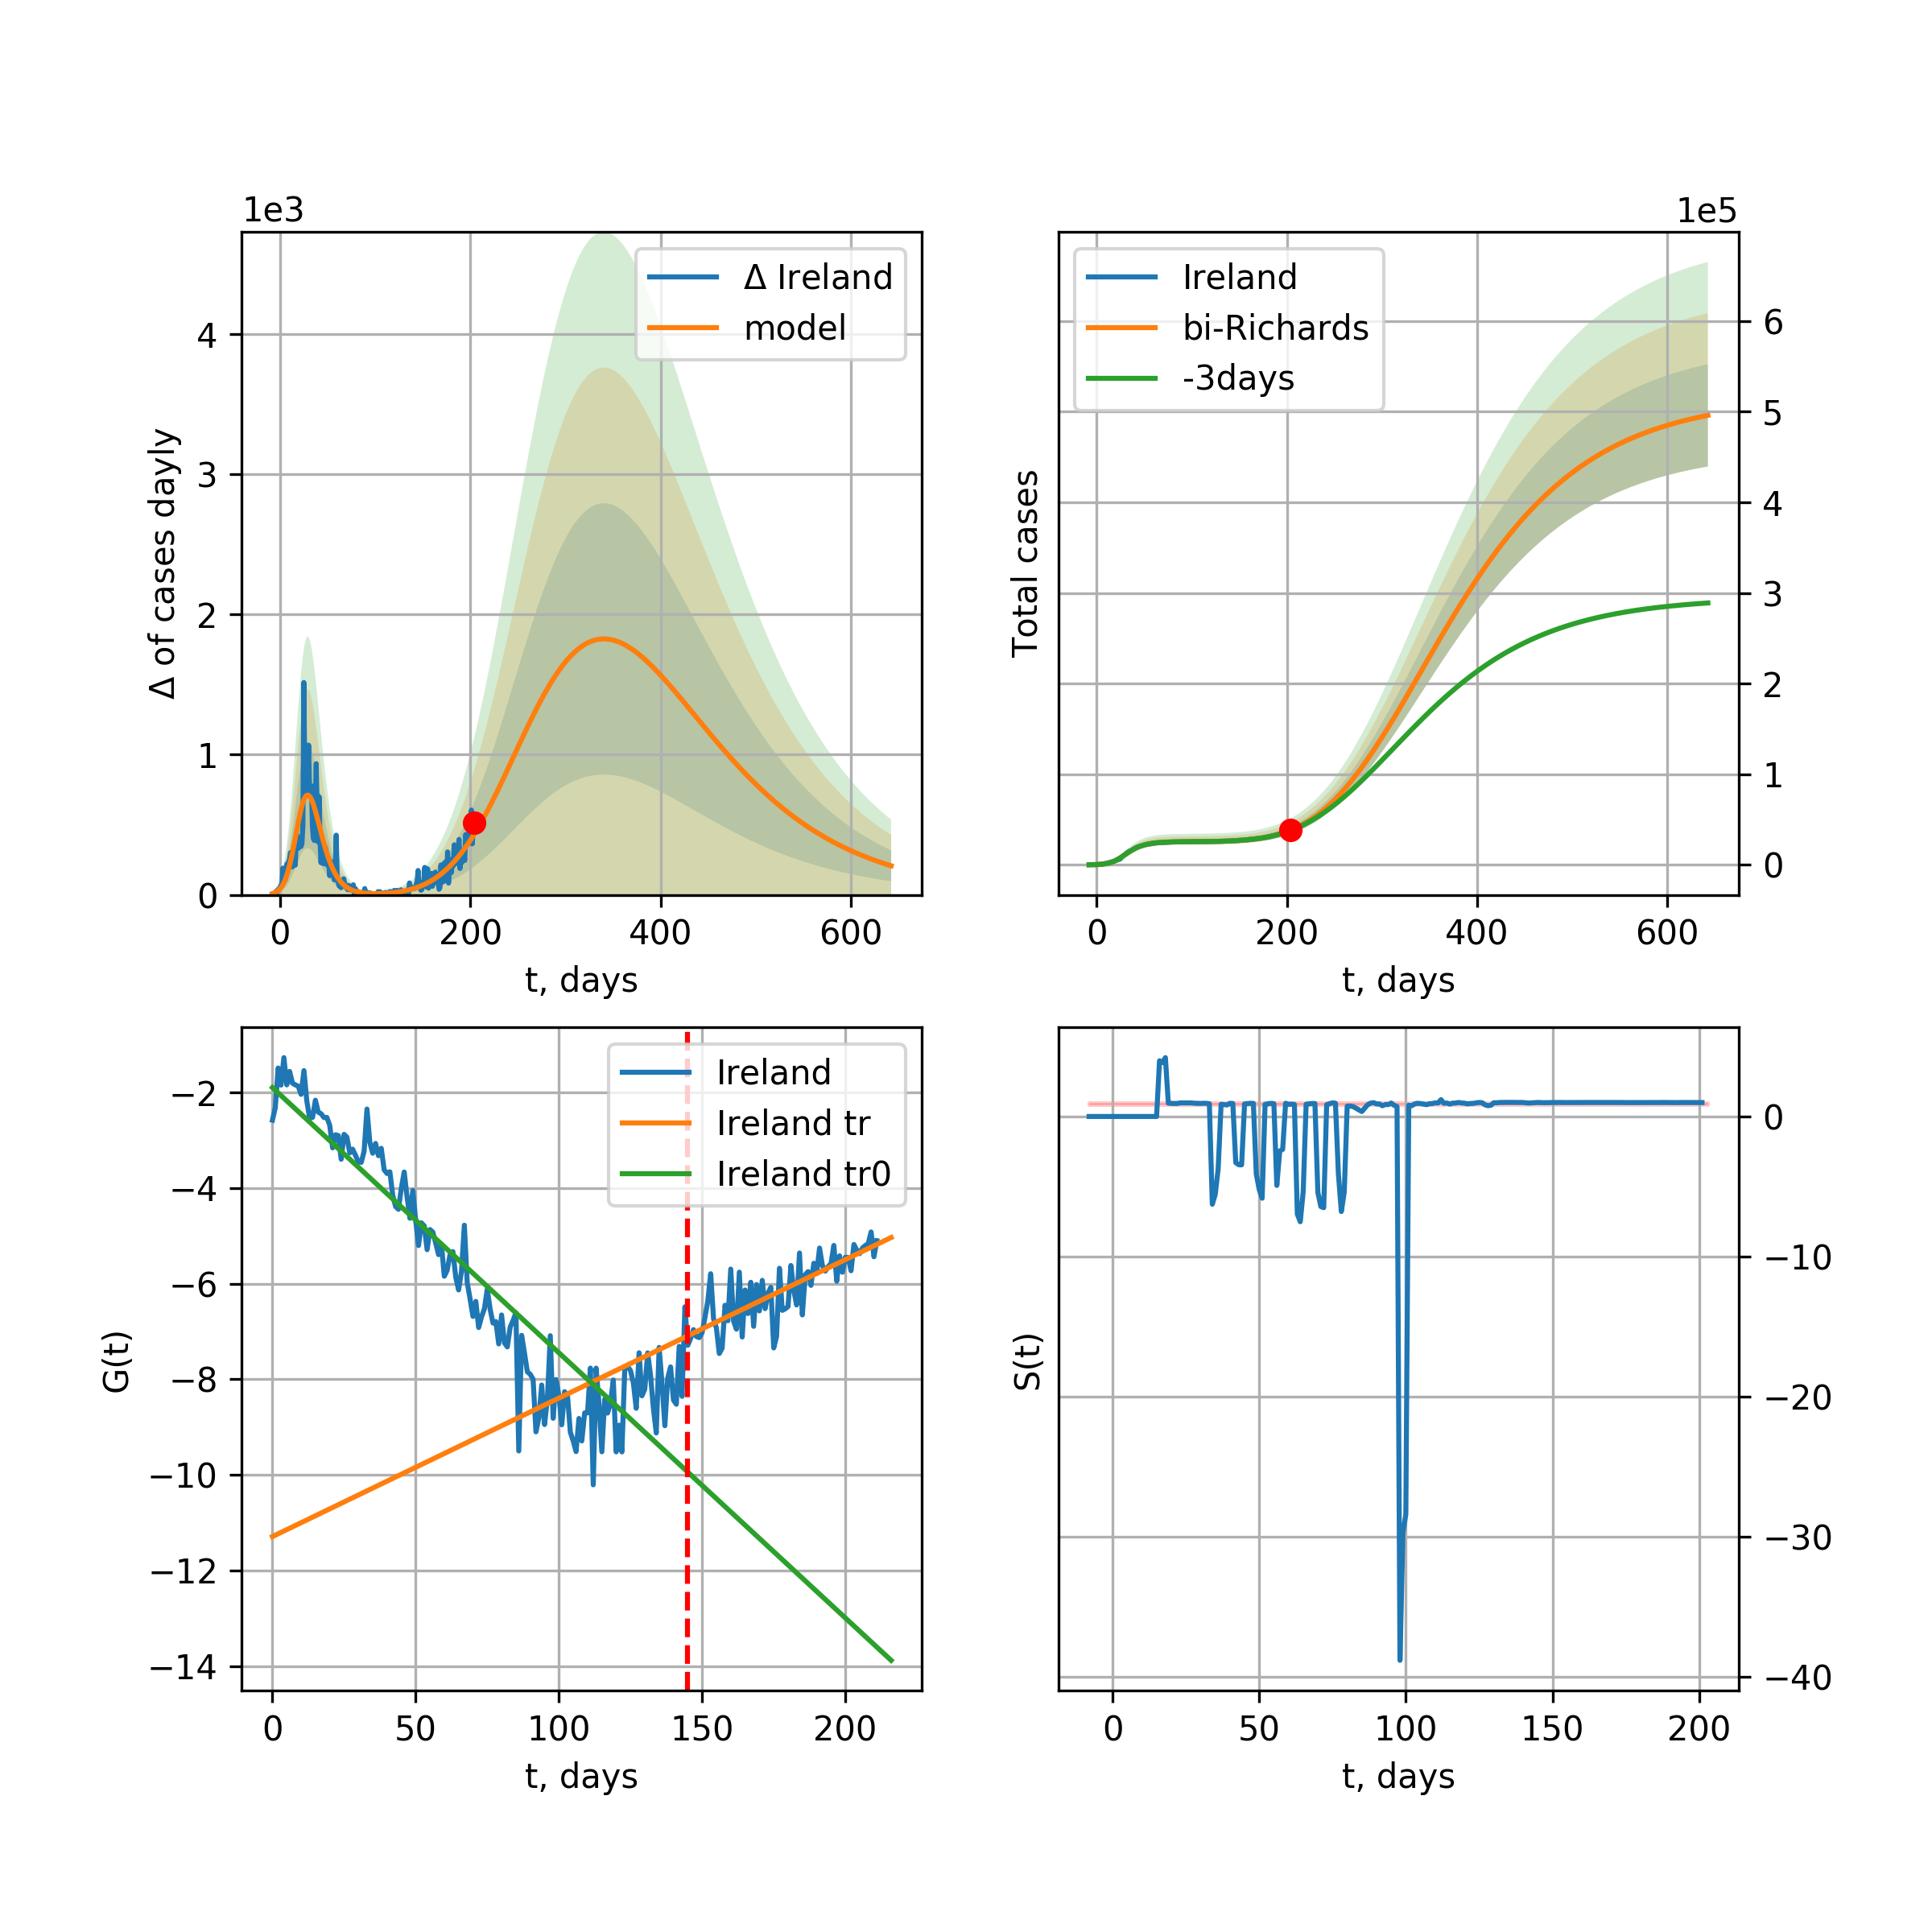 1e3
Δ of cases dayly
4
3
2
1
0
Δ Ireland
model
0 200 400 600
t, days
1e5
Total cases
Ireland
bi-Richards
-3days
6
5
4
3
2
1
0
0 200 400 600
t, days
G(t)
−2
−4
−6
−8
−10
−12
−14
Ireland
Ireland tr
Ireland tr0
0 50 100 150 200
t, days
S(t)
0
−10
−20
−30
−40
0 50 100 150 200
t, days